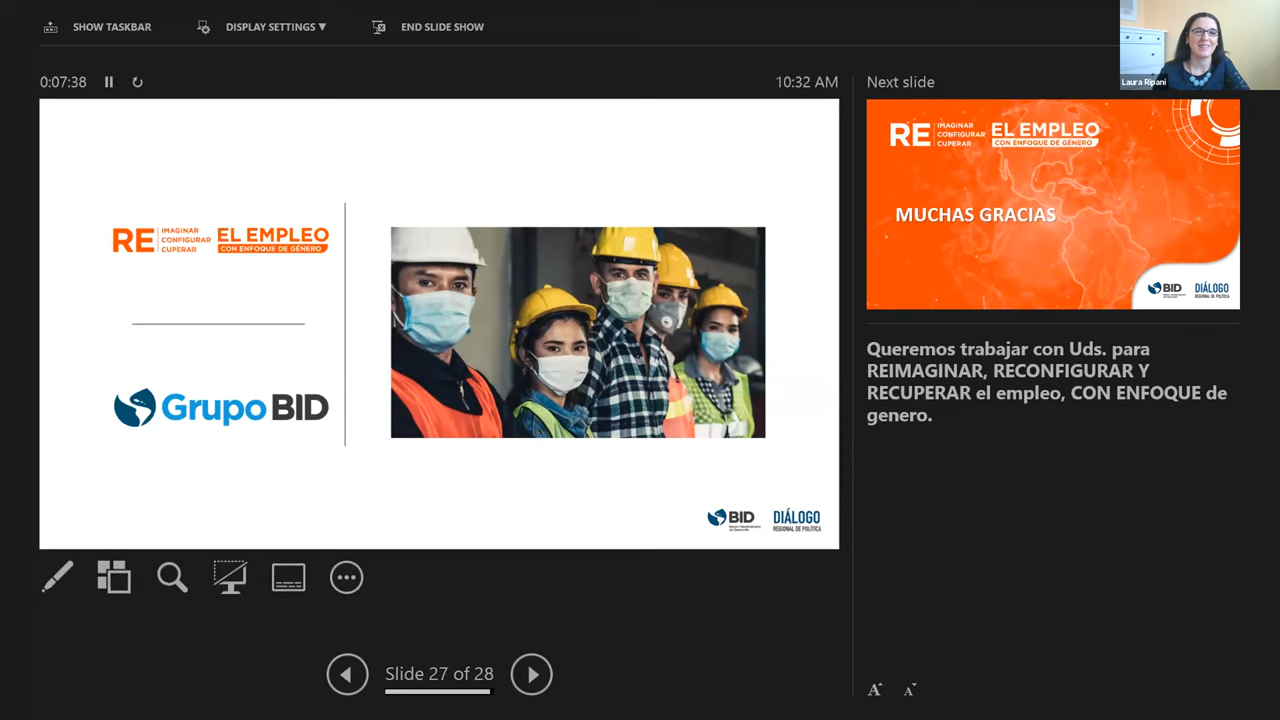 SHOW TASKBAR
DISPLAY SETTINGS ▼
END SLIDE SHOW
Laura Ripani
0:07:38
10:32 AM
Next slide
RE IMAGINAR CONFIGURAR CUPERAR
EL EMPLEO
CON ENFOQUE DE GÉNERO
Grupo BID
BID
DIÁLOGO
REGIONAL DE POLÍTICA
RE IMAGINAR CONFIGURAR CUPERAR
EL EMPLEO
CON ENFOQUE DE GÉNERO
MUCHAS GRACIAS
BID
DIÁLOGO
REGIONAL DE POLÍTICA
Queremos trabajar con Uds. para
REIMAGINAR, RECONFIGURAR Y
RECUPERAR el empleo, CON ENFOQUE de
genero.
Slide 27 of 28
A A